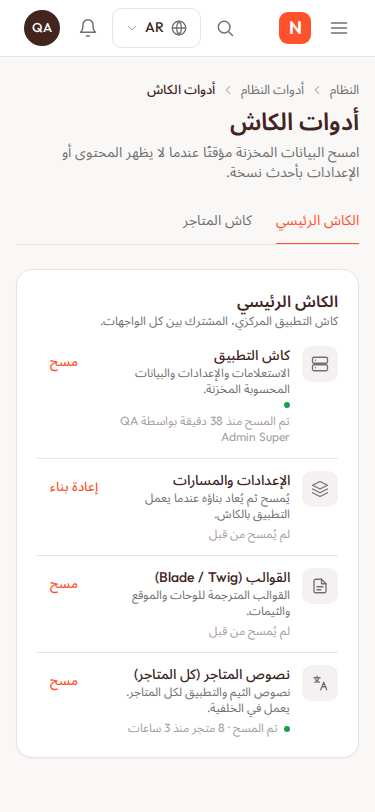 N
AR
QA
النظام > أدوات النظام > أدوات الكاش
أدوات الكاش
امسح البيانات المخزنة مؤقتًا عندما لا يظهر المحتوى أو
الإعدادات بأحدث نسخة.
الكاش الرئيسي
كاش المتاجر
الكاش الرئيسي
كاش التطبيق المركزي، المشترك بين كل الواجهات.
كاش التطبيق
مسح
الاستعلامات والإعدادات والبيانات
المحسوبة المخزنة.
تم المسح منذ 38 دقيقة بواسطة QA
Admin Super
الإعدادات والمسارات
إعادة بناء
يُمسح ثم يُعاد بناؤه عندما يعمل
التطبيق بالكاش.
لم يُمسح من قبل
القوالب (Blade / Twig)
مسح
القوالب المترجمة للوحات والمواقع
والثيمات.
لم يُمسح من قبل
نصوص المتاجر (كل المتاجر)
مسح
نصوص الثيم والتطبيق لكل المتاجر.
يعمل في الخلفية.
تم المسح · 8 متجر منذ 3 ساعات